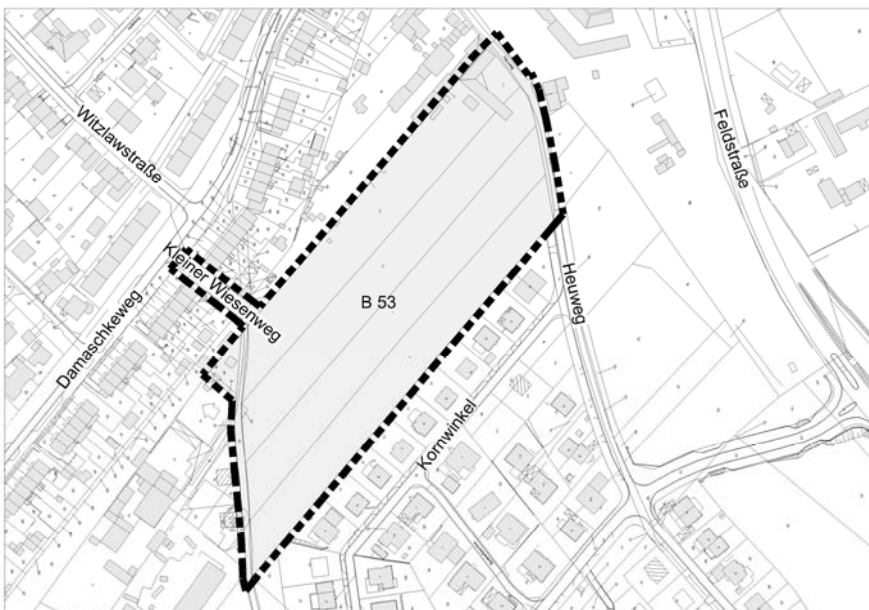 Witzlawstraße
Feldstraße
Kleiner Wiesenweg
Heuweg
B 53
Damaschkeweg
Kornwinkel